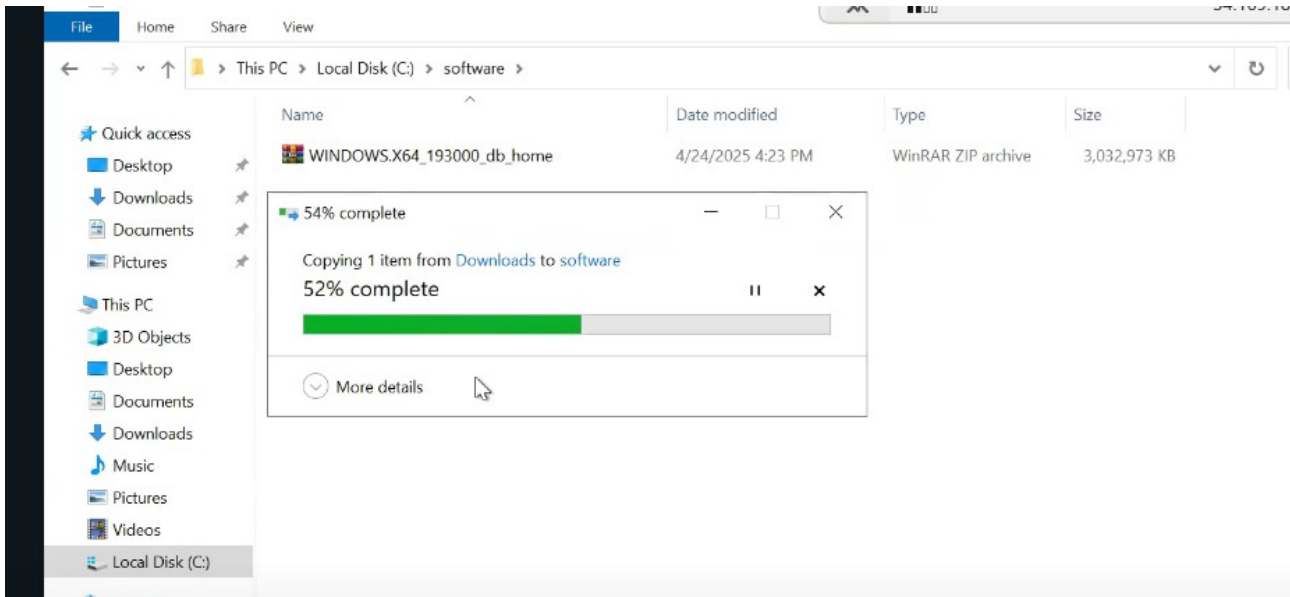 File Home Share View
This PC > Local Disk (C:) > software >
Name Date modified Type Size
WINDOWS.X64_193000_db_home 4/24/2025 4:23 PM WinRAR ZIP archive 3,032,973 KB
Quick access
Desktop
Downloads
Documents
Pictures
This PC
3D Objects
Desktop
Documents
Downloads
Music
Pictures
Videos
Local Disk (C:)
54% complete
Copying 1 item from Downloads to software
52% complete
More details